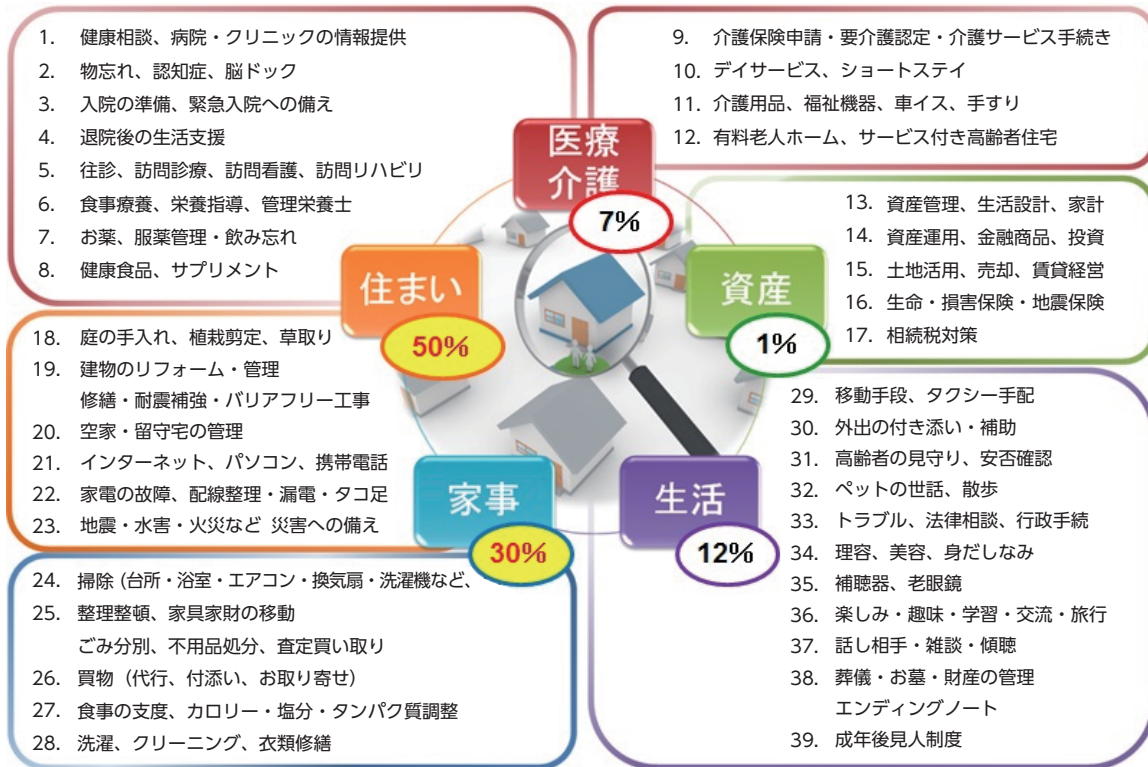 1. 健康相談、病院・クリニックの情報提供
2. 物忘れ、認知症、脳ドック
3. 入院の準備、緊急入院への備え
4. 退院後の生活支援
5. 往診、訪問診療、訪問看護、訪問リハビリ
6. 食事療養、栄養指導、管理栄養士
7. お薬、服薬管理・飲み忘れ
8. 健康食品、サプリメント
9. 介護保険申請・要介護認定・介護サービス手続き
10. デイサービス、ショートステイ
11. 介護用品、福祉機器、車イス、手すり
12. 有料老人ホーム、サービス付き高齢者住宅
医療
介護
7%
13. 資産管理、生活設計、家計
14. 資産運用、金融商品、投資
15. 土地活用、売却、賃貸経営
16. 生命・損害保険・地震保険
17. 相続税対策
資産
1%
住まい
50%
18. 庭の手入れ、植栽剪定、草取り
19. 建物のリフォーム・管理
修繕・耐震補強・バリアフリー工事
20. 空家・留守宅の管理
21. インターネット、パソコン、携帯電話
22. 家電の故障、配線整理・漏電・タコ足
23. 地震・水害・火災など 災害への備え
家事
30%
24. 掃除 (台所・浴室・エアコン・換気扇・洗濯機など、
25. 整理整頓、家具家財の移動
ごみ分別、不用品処分、査定買い取り
26. 買物（代行、付添い、お取り寄せ）
27. 食事の支度、カロリー・塩分・タンパク質調整
28. 洗濯、クリーニング、衣類修繕
生活
12%
29. 移動手段、タクシー手配
30. 外出の付き添い・補助
31. 高齢者の見守り、安否確認
32. ペットの世話、散歩
33. トラブル、法律相談、行政手続
34. 理容、美容、身だしなみ
35. 補聴器、老眼鏡
36. 楽しみ・趣味・学習・交流・旅行
37. 話し相手・雑談・傾聴
38. 葬儀・お墓・財産の管理
エンディングノート
39. 成年後見人制度